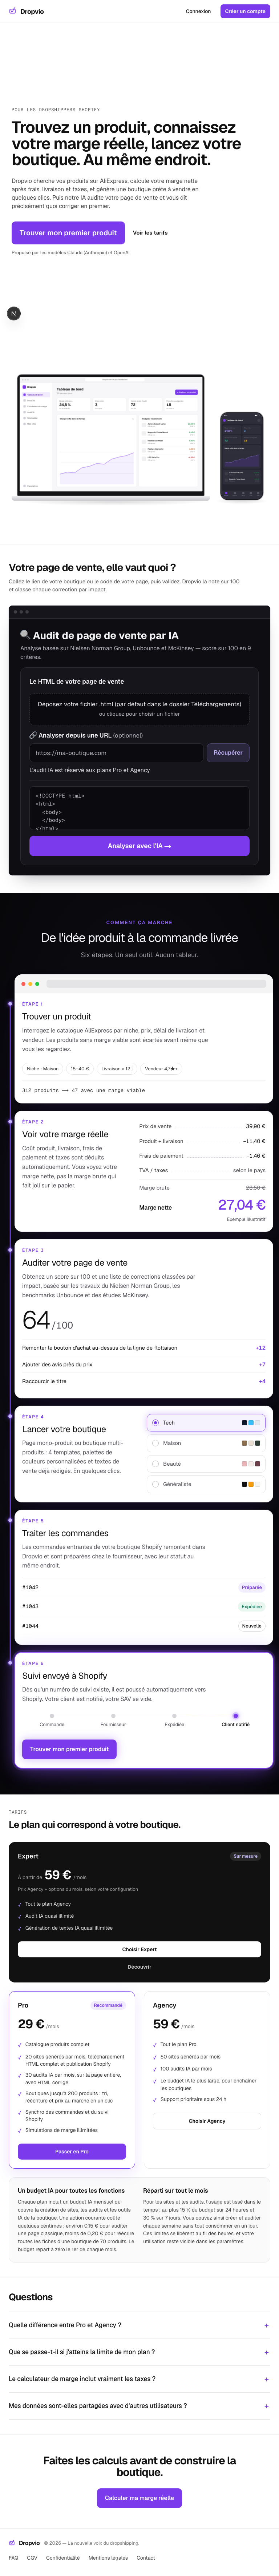 Dropvio
Connexion
Créer un compte
POUR LES DROPSHIPPERS SHOPIFY
Trouvez un produit, connaissez
votre marge réelle, lancez votre
boutique. Au même endroit.
Dropvio cherche vos produits sur AliExpress, calcule votre marge nette
après frais, livraison et taxes, et génère une boutique prête à vendre en
quelques clics. Puis notre IA audite votre page de vente et vous dit
précisément quoi corriger en premier.
Trouver mon premier produit
Voir les tarifs
Propulsé par les modèles Claude (Anthropic) et OpenAI
N
Tableau de bord
Votre page de vente, elle vaut quoi ?
Collez le lien de votre boutique ou le code de votre page, puis validez. Dropvio la note sur 100
et classe chaque correction par impact.
🔍 Audit de page de vente par IA
Analyse basée sur Nielsen Norman Group, Unbounce et McKinsey — score sur 100 en 9
critères.
Le HTML de votre page de vente
Déposez votre fichier .html (par défaut dans le dossier Téléchargements)
ou cliquez pour choisir un fichier
🔗 Analyser depuis une URL (optionnel)
https://ma-boutique.com
Récupérer
L'audit IA est réservé aux plans Pro et Agency
<!DOCTYPE html>
<html>
<body>
</body>
</html>
Analyser avec l'IA →
COMMENT ÇA MARCHE
De l'idée produit à la commande livrée
Six étapes. Un seul outil. Aucun tableur.
ÉTAPE 1
Trouver un produit
Interrogez le catalogue AliExpress par niche, prix, délai de livraison et
vendeur. Les produits sans marge viable sont écartés avant même que
vous les regardiez.
Niche : Maison
15–40 €
Livraison < 12 j
Vendeur 4,7★+
312 produits → 47 avec une marge viable
ÉTAPE 2
Voir votre marge réelle
Coût produit, livraison, frais de
paiement et taxes sont déduits
automatiquement. Vous voyez votre
marge nette, pas la marge brute qui
fait joli sur le papier.
Prix de vente 39,90 €
Produit + livraison −11,40 €
Frais de paiement −1,46 €
TVA / taxes selon le pays
Marge brute 28,50 €
Marge nette 27,04 €
Exemple illustratif
ÉTAPE 3
Auditer votre page de vente
Obtenez un score sur 100 et une liste de corrections classées par
impact, basée sur les travaux du Nielsen Norman Group, les
benchmarks Unbounce et des études McKinsey.
64 /100
Remonter le bouton d'achat au-dessus de la ligne de flottaison +12
Ajouter des avis près du prix +7
Raccourcir le titre +4
ÉTAPE 4
Lancer votre boutique
Page mono-produit ou boutique multi-
produits : 4 templates, palettes de
couleurs personnalisées et textes de
vente déjà rédigés. En quelques clics.
Tech
Maison
Beauté
Généraliste
ÉTAPE 5
Traiter les commandes
Les commandes entrantes de votre boutique Shopify remontent dans
Dropvio et sont préparées chez le fournisseur, avec leur statut au
même endroit.
#1042 Préparée
#1043 Expédiée
#1044 Nouvelle
ÉTAPE 6
Suivi envoyé à Shopify
Dès qu'un numéro de suivi existe, il est poussé automatiquement vers
Shopify. Votre client est notifié, votre SAV se vide.
Commande
Fournisseur
Expédiée
Client notifié
Trouver mon premier produit
TARIFS
Le plan qui correspond à votre boutique.
Expert
Sur mesure
À partir de 59 € /mois
Prix Agency + options du mois, selon votre configuration
✓ Tout le plan Agency
✓ Audit IA quasi illimité
✓ Génération de textes IA quasi illimitée
Choisir Expert
Découvrir
Pro
Recommandé
29 € /mois
✓ Catalogue produits complet
✓ 20 sites générés par mois, téléchargement
HTML complet et publication Shopify
✓ 30 audits IA par mois, sur la page entière,
avec HTML corrigé
✓ Boutiques jusqu'à 200 produits : tri,
réécriture et prix au marché en un clic
✓ Synchro des commandes et du suivi
Shopify
✓ Simulations de marge illimitées
Passer en Pro
Agency
59 € /mois
✓ Tout le plan Pro
✓ 50 sites générés par mois
✓ 100 audits IA par mois
✓ Le budget IA le plus large, pour enchaîner
les boutiques
✓ Support prioritaire sous 24 h
Choisir Agency
Un budget IA pour toutes les fonctions
Chaque plan inclut un budget IA mensuel qui
couvre la création de sites, les audits et les outils
IA de la boutique. Une action courante coûte
quelques centimes : environ 0,15 € pour auditer
une page classique, moins de 0,20 € pour réécrire
toutes les fiches d'une boutique de 70 produits. Le
budget repart à zéro le 1er de chaque mois.
Réparti sur tout le mois
Pour les sites et les audits, l'usage est lissé dans le
temps : au plus 15 % du budget sur 24 heures et
30 % sur 7 jours. Vous pouvez ainsi créer et auditer
chaque semaine sans tout consommer en un jour.
Ces limites se libèrent au fil des heures, et votre
utilisation reste visible dans les paramètres.
Questions
Quelle différence entre Pro et Agency ? +
Que se passe-t-il si j'atteins la limite de mon plan ? +
Le calculateur de marge inclut vraiment les taxes ? +
Mes données sont-elles partagées avec d'autres utilisateurs ? +
Faites les calculs avant de construire la
boutique.
Calculer ma marge réelle
Dropvio © 2026 — La nouvelle voix du dropshipping.
FAQ
CGV
Confidentialité
Mentions légales
Contact